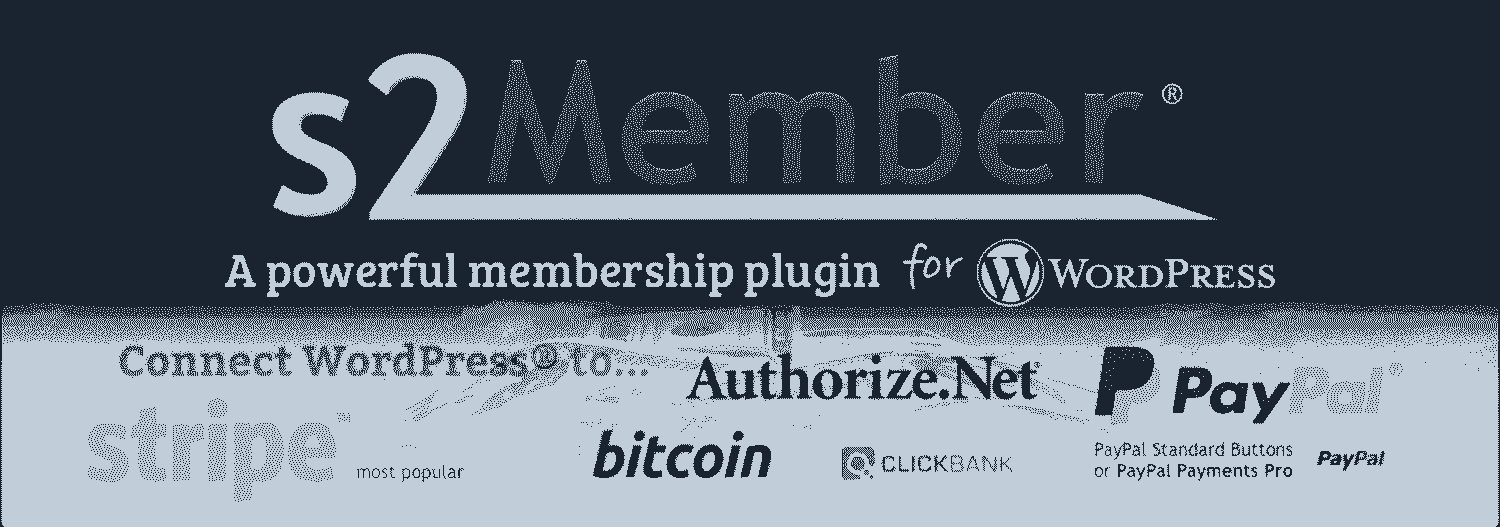 s2Member®
A powerful membership plugin for WORDPRESS
Connect WordPress® to...
Authorize.Net
PayPal®
stripe™ most popular
bitcoin
CLICKBANK
PayPal Standard Buttons
or PayPal Payments Pro
PayPal